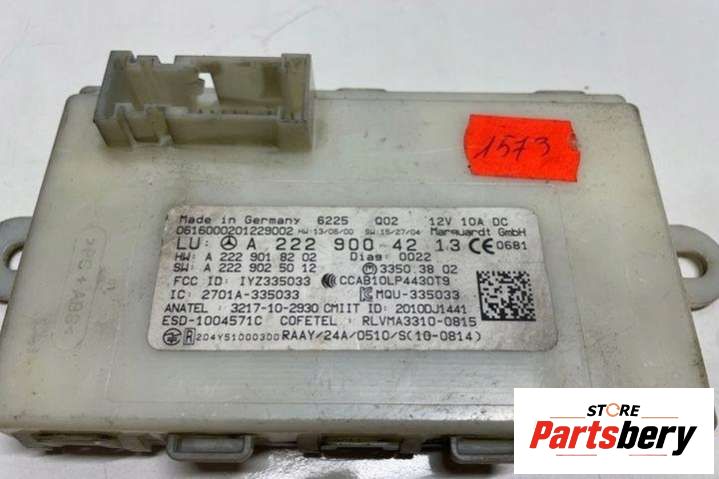 1573
Made in Germany 6225 Q02 12V 10A DC
0616000201229002 HW:13/06/00 SW:15/27/04 Marquardt GmbH
LU: A 222 900 42 13 CE 0681
HW: A 222 901 82 02 Diag: 0022
SW: A 222 902 50 12 3350 38 02
FCC ID: IYZ335033 CCAB10LP4430T9
IC: 2701A-335033 MQU-335033
ANATEL: 3217-10-2930 CMIIT ID: 2010DJ1441
ESD-1004571C COFETEL: RLVMA3310-0815
R 204Y51000300 RAAY/24A/0510/S(10-0814)
STORE
Partsbery